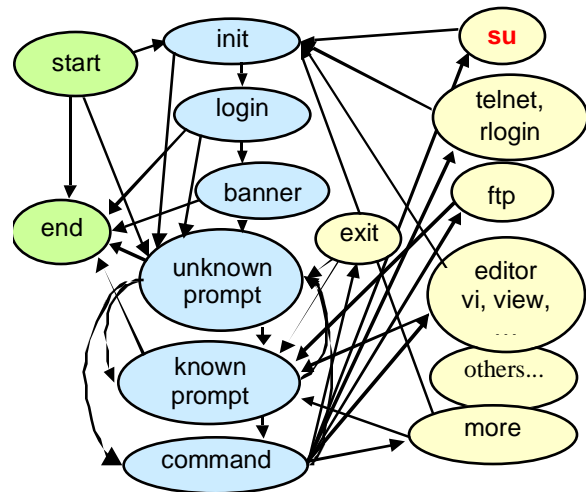 start
init
login
banner
end
unknown
prompt
known
prompt
command
exit
su
telnet,
rlogin
ftp
editor
vi, view,
...
others...
more